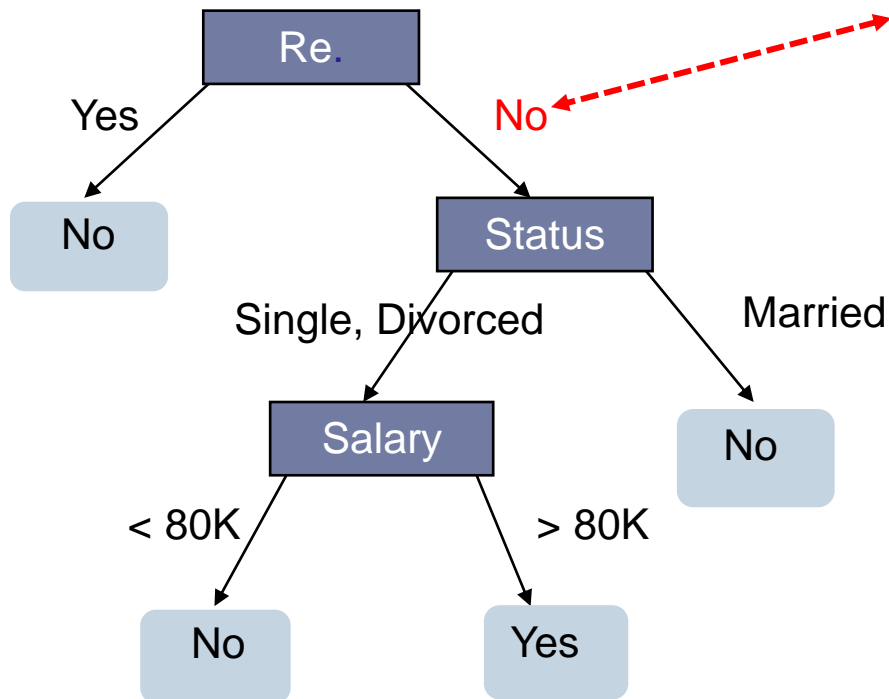 Re.
Yes
No
No
Status
Single, Divorced
Married
Salary
No
< 80K
> 80K
No
Yes